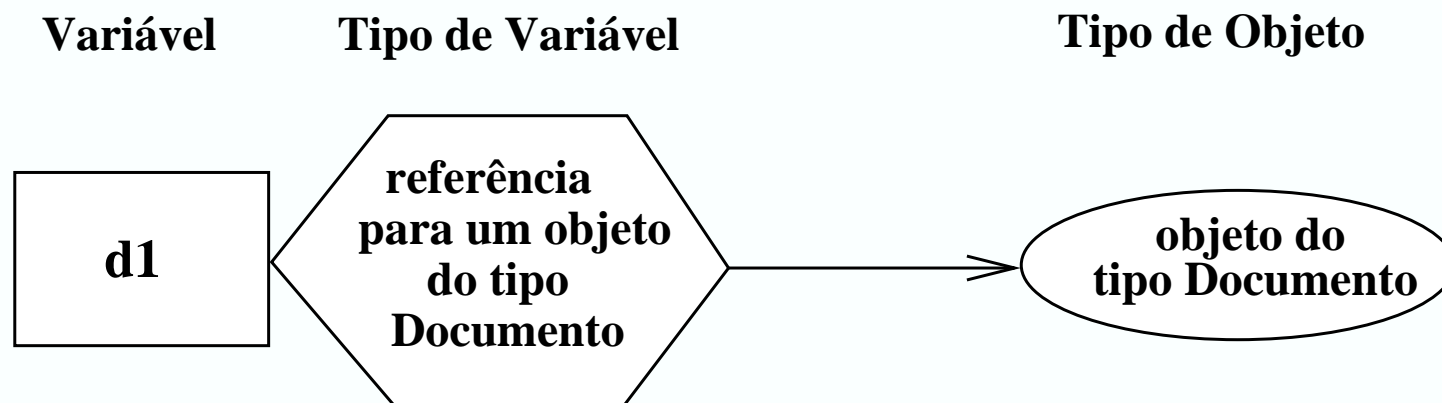 Variável Tipo de Variável Tipo de Objeto
d1
referência
para um objeto
do tipo
Documento
objeto do
tipo Documento